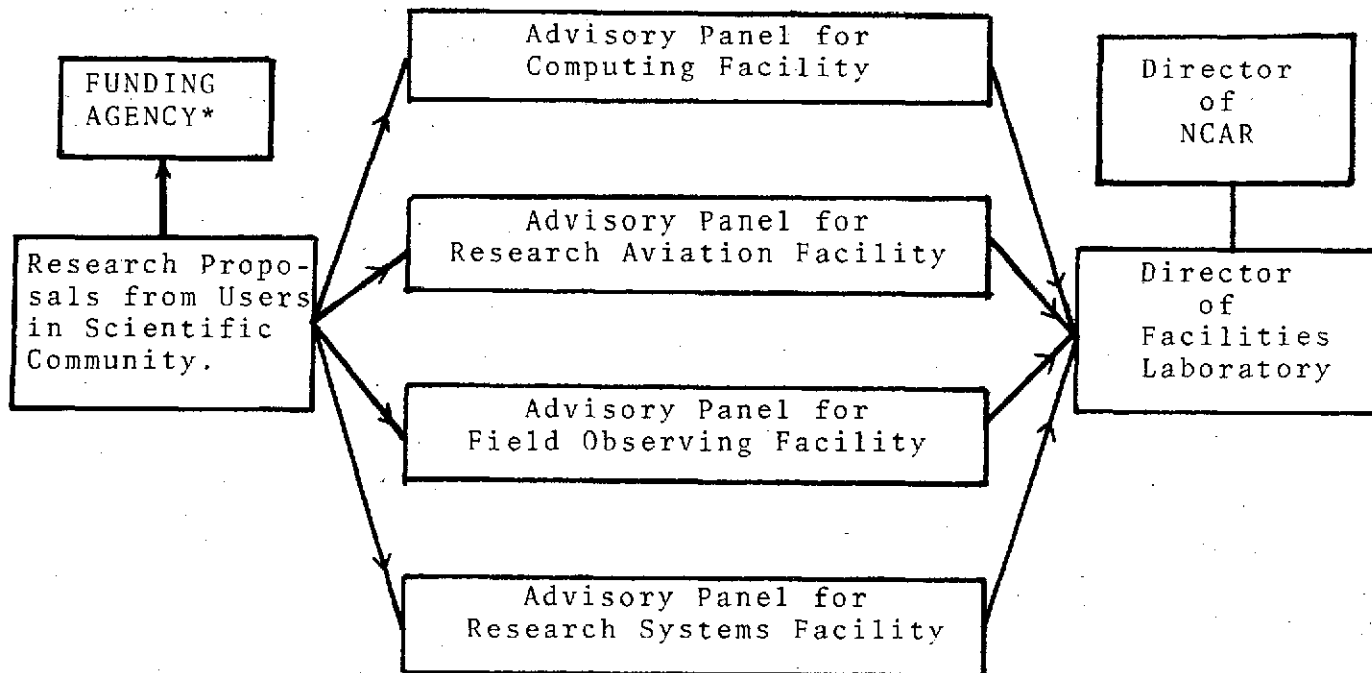 FUNDING
AGENCY*
Research Propo-
sals from Users
in Scientific
Community.
Advisory Panel for
Computing Facility
Advisory Panel for
Research Aviation Facility
Advisory Panel for
Field Observing Facility
Advisory Panel for
Research Systems Facility
Director
of
NCAR
Director
of
Facilities
Laboratory